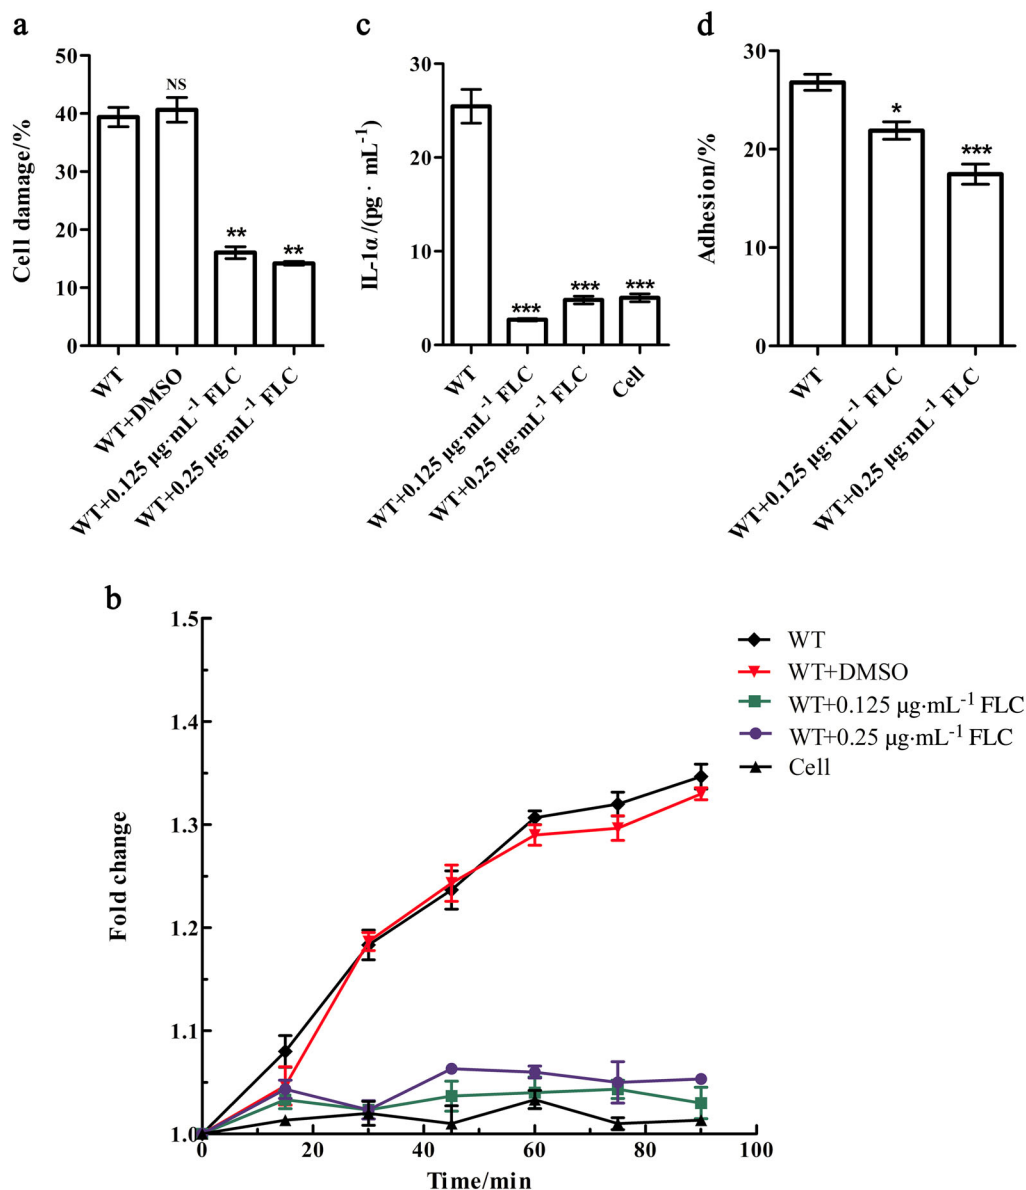 a
50
40
30
20
10
0
Cell damage/%
NS
**
**
WT
WT+DMSO
WT+0.125 µg·mL⁻¹ FLC
WT+0.25 µg·mL⁻¹ FLC
c
30
20
10
0
IL-1α/(pg · mL⁻¹)
***
***
***
WT
WT+0.125 µg·mL⁻¹ FLC
WT+0.25 µg·mL⁻¹ FLC
Cell
d
30
20
10
0
Adhesion/%
*
***
WT
WT+0.125 µg·mL⁻¹ FLC
WT+0.25 µg·mL⁻¹ FLC
b
1.5
1.4
1.3
1.2
1.1
1.0
Fold change
0
20
40
60
80
100
Time/min
WT
WT+DMSO
WT+0.125 µg·mL⁻¹ FLC
WT+0.25 µg·mL⁻¹ FLC
Cell